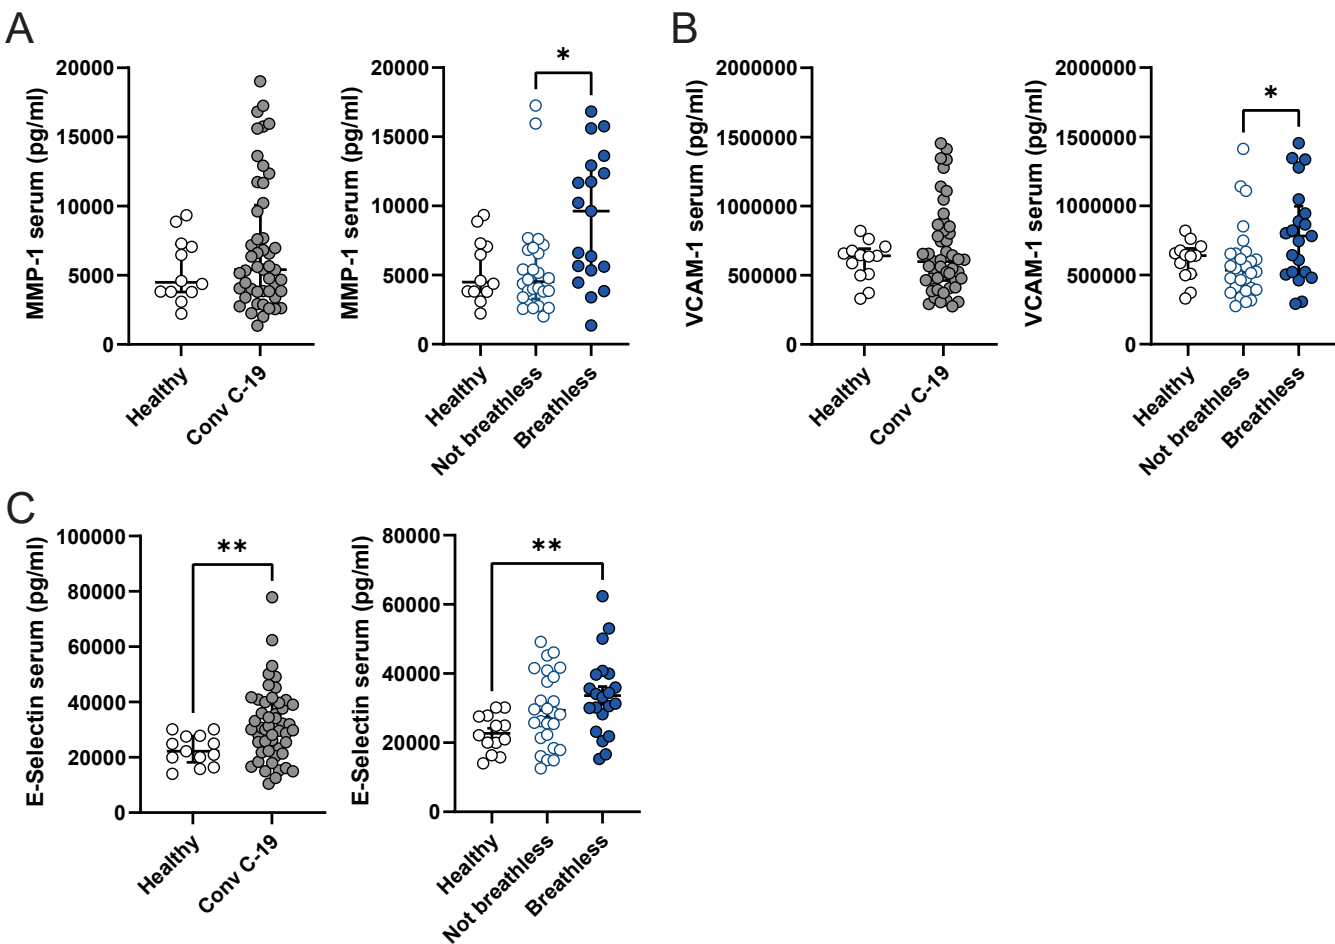 A
MMP-1 serum (pg/ml)
20000
15000
10000
5000
0
Healthy
Conv C-19
MMP-1 serum (pg/ml)
20000
15000
10000
5000
0
*
Healthy
Not breathless
Breathless
B
VCAM-1 serum (pg/ml)
2000000
1500000
1000000
500000
0
Healthy
Conv C-19
VCAM-1 serum (pg/ml)
2000000
1500000
1000000
500000
0
*
Healthy
Not breathless
Breathless
C
E-Selectin serum (pg/ml)
100000
80000
60000
40000
20000
0
**
Healthy
Conv C-19
E-Selectin serum (pg/ml)
80000
60000
40000
20000
0
**
Healthy
Not breathless
Breathless